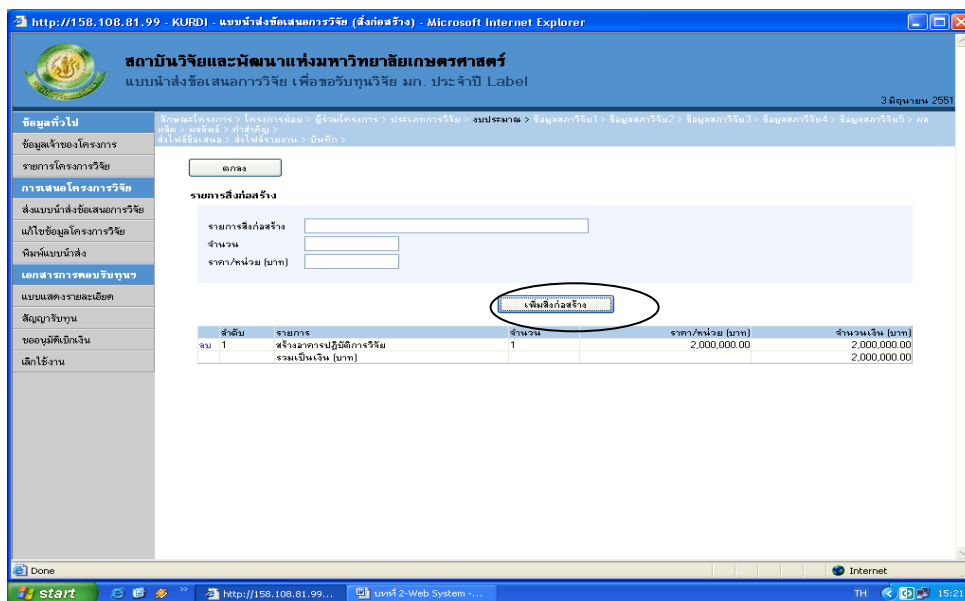 http://158.108.81.99 - KURDI - แบบนำส่งข้อเสนอการวิจัย (สิ่งก่อสร้าง) - Microsoft Internet Explorer
สถาบันวิจัยและพัฒนาแห่งมหาวิทยาลัยเกษตรศาสตร์
แบบนำส่งข้อเสนอการวิจัย เพื่อขอรับทุนวิจัย มก. ประจำปี Label
3 มิถุนายน 2551
ข้อมูลทั่วไป
ข้อมูลเจ้าของโครงการ
รายการโครงการวิจัย
การเสนอโครงการวิจัย
ส่งแบบนำส่งข้อเสนอการวิจัย
แก้ไขข้อมูลโครงการวิจัย
พิมพ์แบบนำส่ง
เอกสารการตอบรับทุนฯ
แบบแสดงรายละเอียด
สัญญารับทุน
ขออนุมัติเบิกเงิน
เลิกใช้งาน
ลักษณะโครงการ > โครงการย่อย > ผู้ร่วมโครงการ > ประเภทการวิจัย > งบประมาณ > ข้อมูลสภาวิจัย1 > ข้อมูลสภาวิจัย2 > ข้อมูลสภาวิจัย3 > ข้อมูลสภาวิจัย4 > ข้อมูลสภาวิจัย5 > ผล
ผลิต > ผลลัพธ์ > คำสำคัญ >
ส่งไฟล์ข้อเสนอ > ส่งไฟล์รายงาน > บันทึก >
ตกลง
รายการสิ่งก่อสร้าง
รายการสิ่งก่อสร้าง
จำนวน
ราคา/หน่วย (บาท)
เพิ่มสิ่งก่อสร้าง
ลำดับ รายการ จำนวน ราคา/หน่วย (บาท) จำนวนเงิน (บาท)
ลบ 1 สร้างอาคารปฏิบัติการวิจัย 1 2,000,000.00 2,000,000.00
รวมเป็นเงิน (บาท) 2,000,000.00
Done Internet
start http://158.108.81.99... บทที่ 2-Web System -... TH 15:21